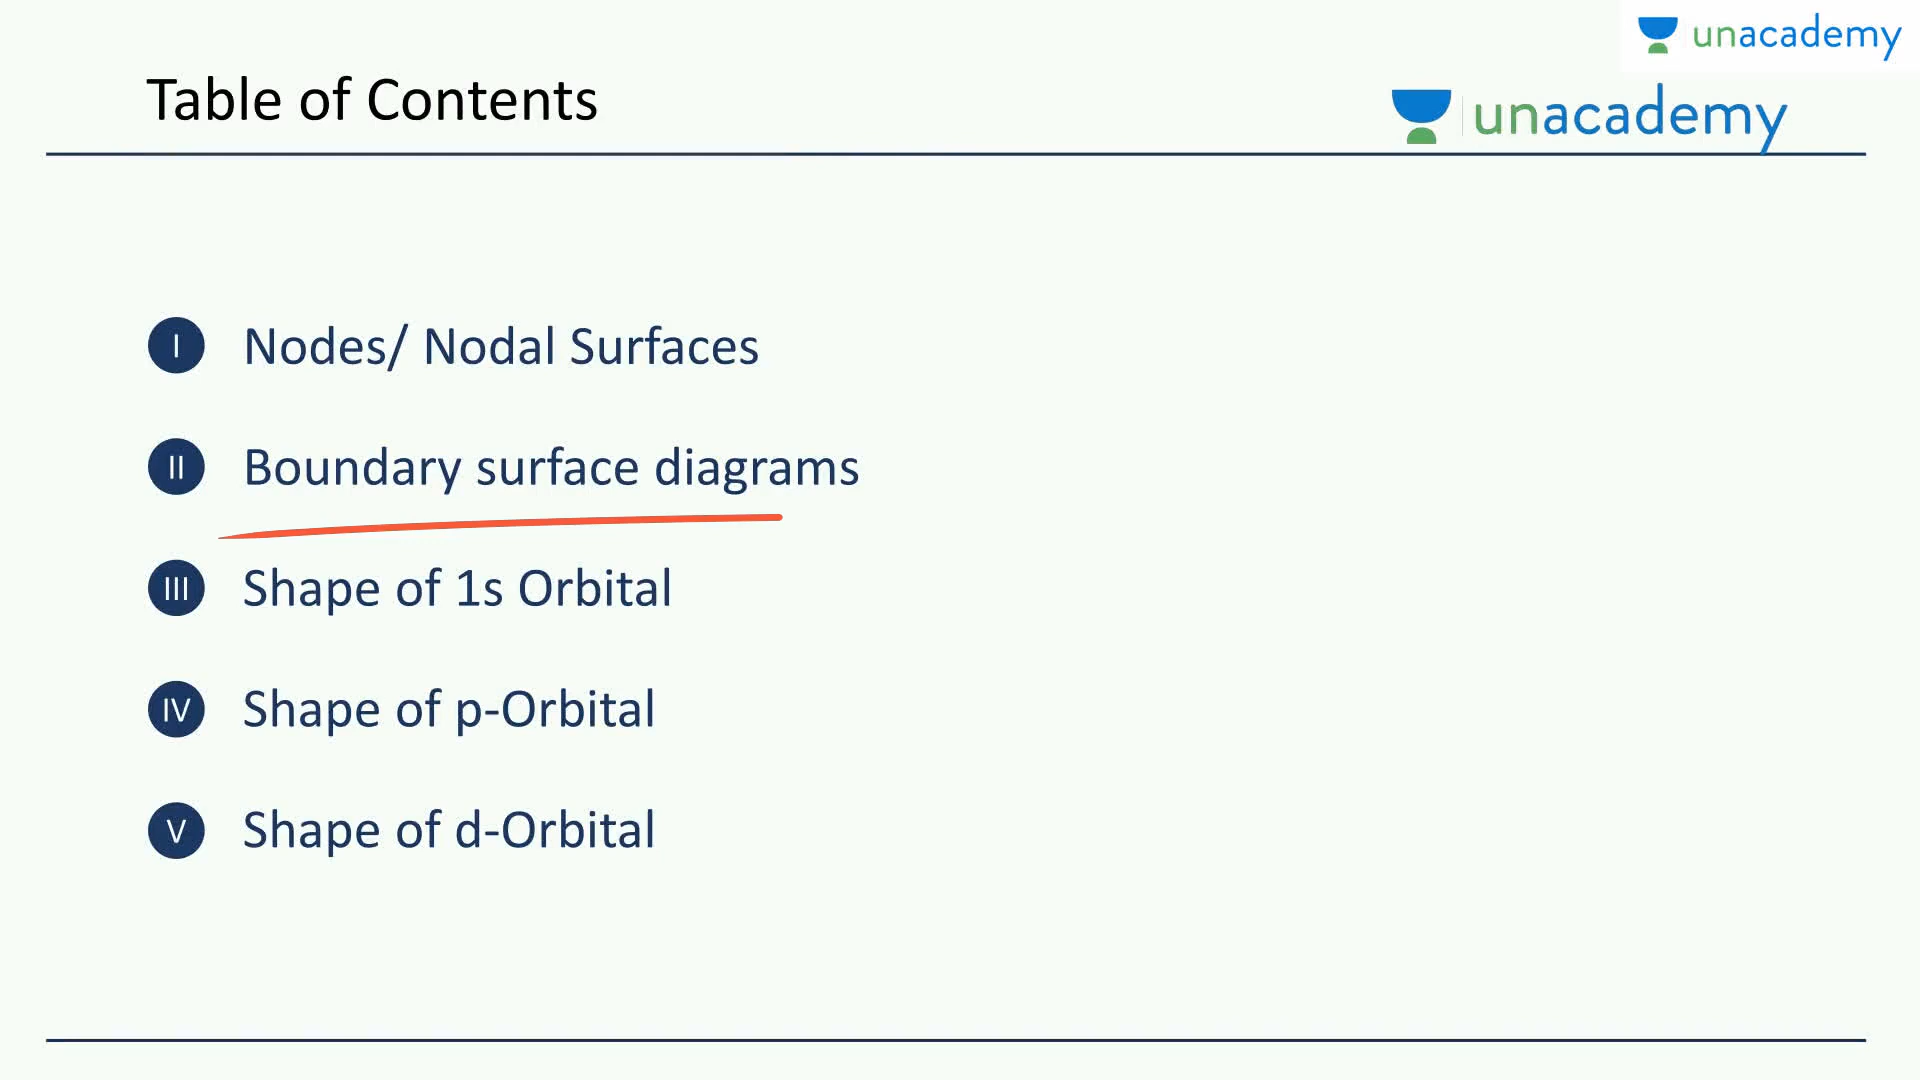 unacademy
Table of Contents
unacademy
I Nodes/ Nodal Surfaces
II Boundary surface diagrams
III Shape of 1s Orbital
IV Shape of p-Orbital
V Shape of d-Orbital